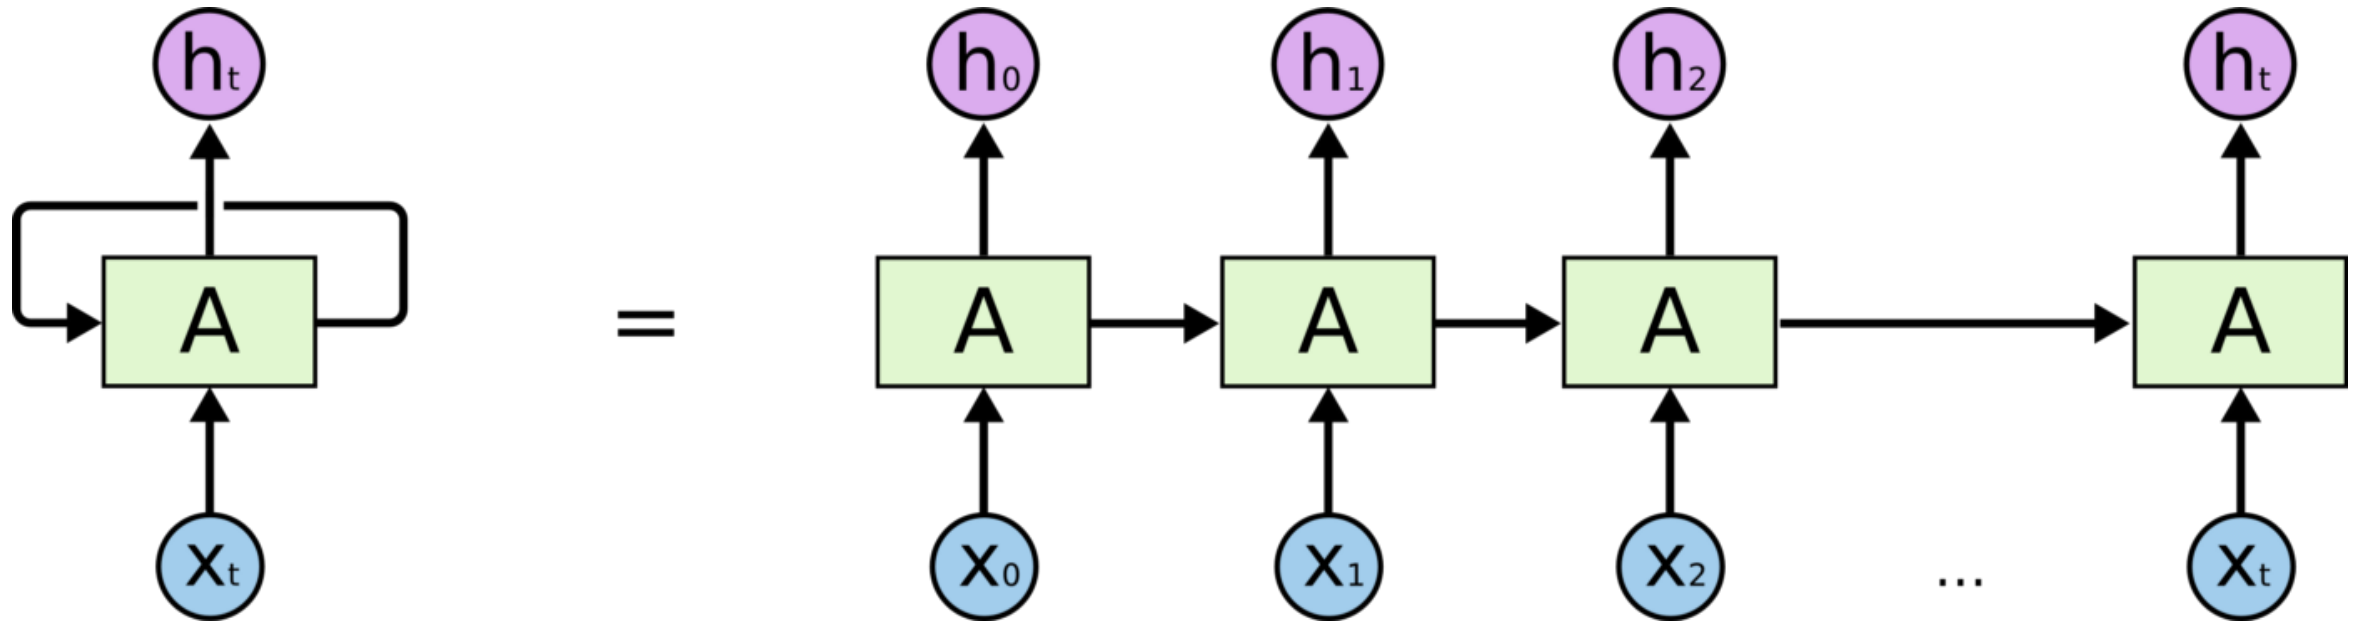 hₜ h₀ h₁ h₂ hₜ
A = A A A A
xₜ x₀ x₁ x₂ ... xₜ